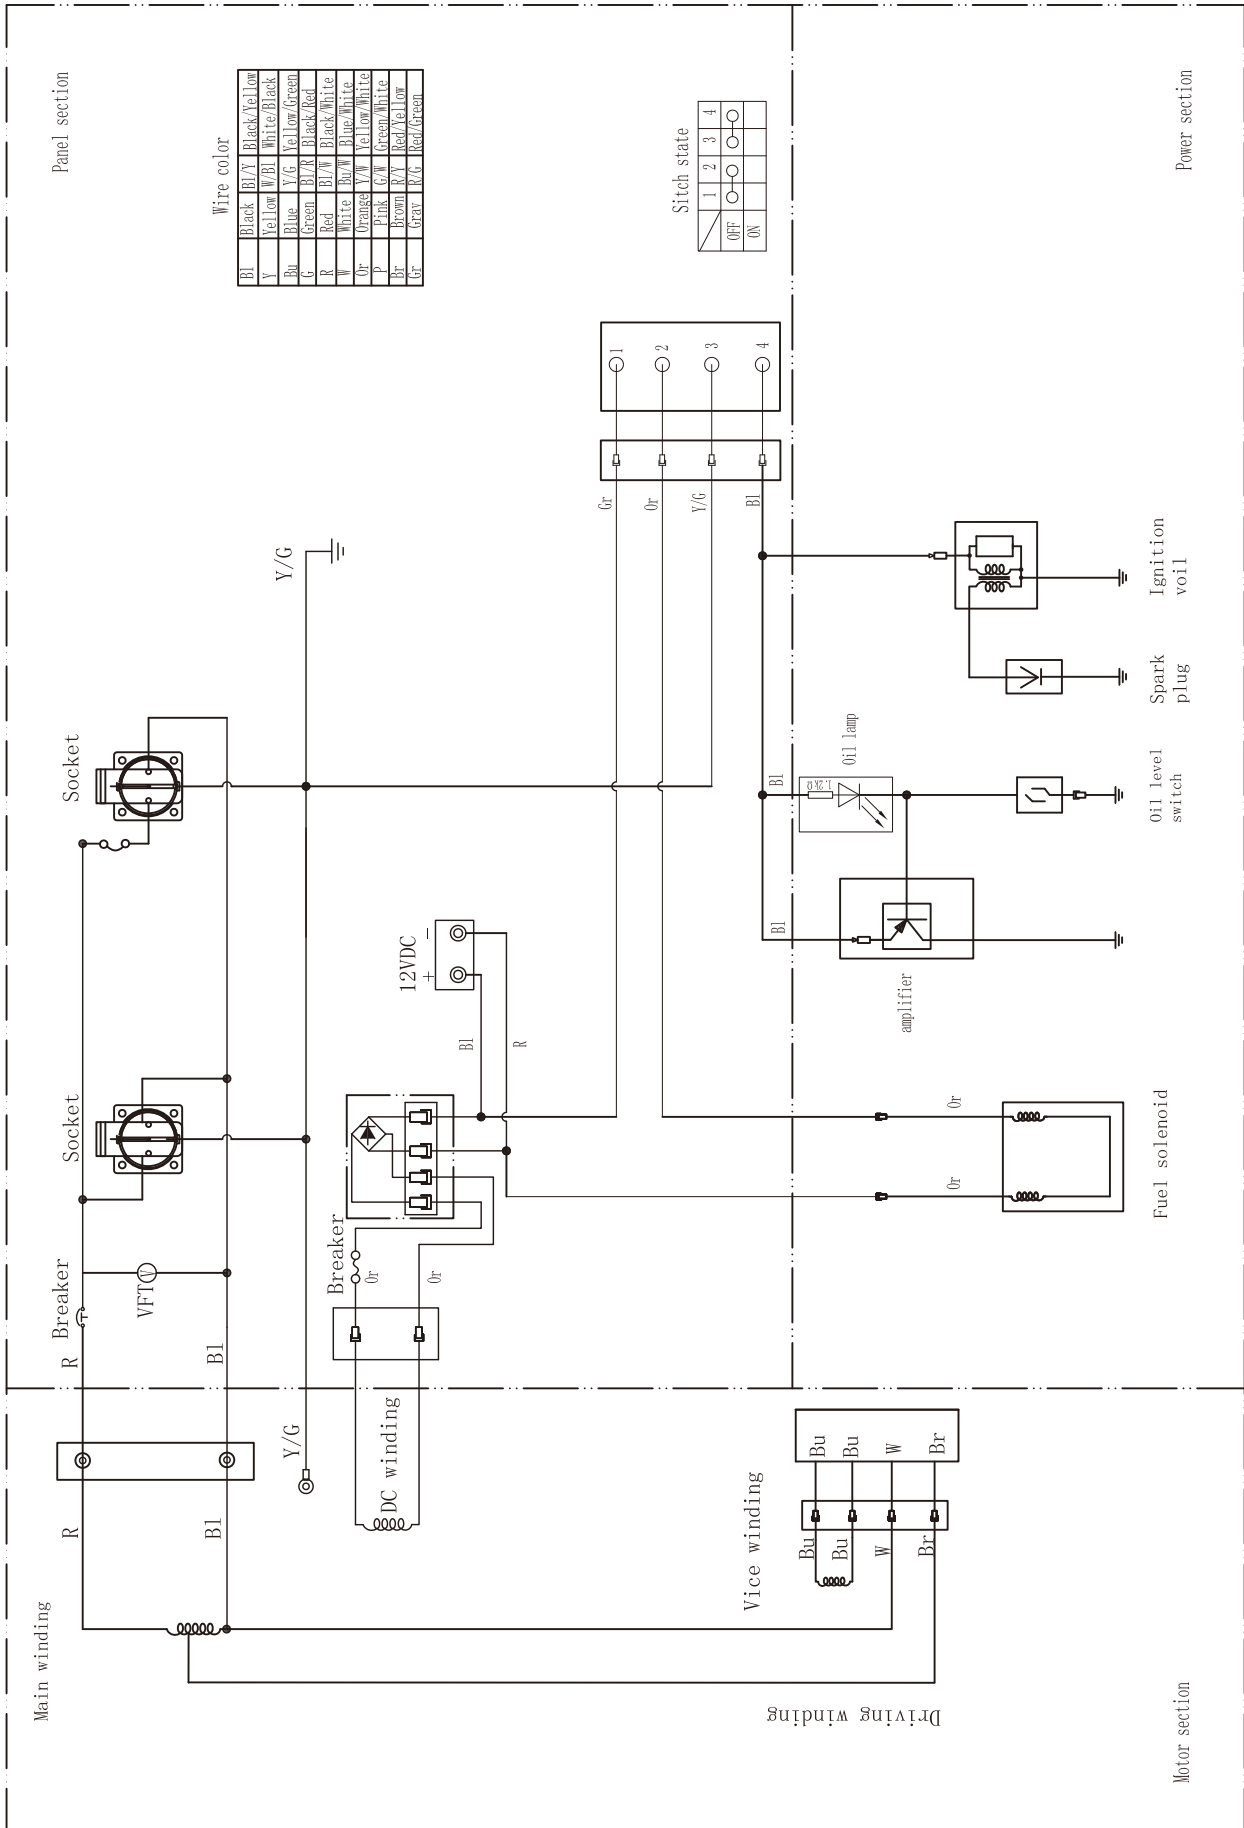 Panel section
Power section
Motor section
Wire color
Bl Black Bl/Y Black/Yellow
Y Yellow W/Bl White/Black
Bu Blue Y/G Yellow/Green
G Green Bl/R Black/Red
R Red Bl/W Black/White
W White Bu/W Blue/White
Or Orange Y/W Yellow/White
P Pink G/W Green/White
Br Brown R/Y Red/Yellow
Gr Gray R/G Red/Green
Sitch state
1 2 3 4
OFF
ON
Main winding
R
R
Breaker
Socket
Socket
Bl
Bl
VFT
V
Y/G
Y/G
DC winding
Breaker
Or
Or
12VDC
+ -
Bl
R
Gr
Or
Y/G
Bl
1
2
3
4
Bl
Bl
1.2kΩ
Oil lamp
amplifier
Ignition
voil
Spark
plug
Oil level
switch
Or
Or
Fuel solenoid
Vice winding
Bu
Bu
W
Br
Bu
Bu
W
Br
Driving winding